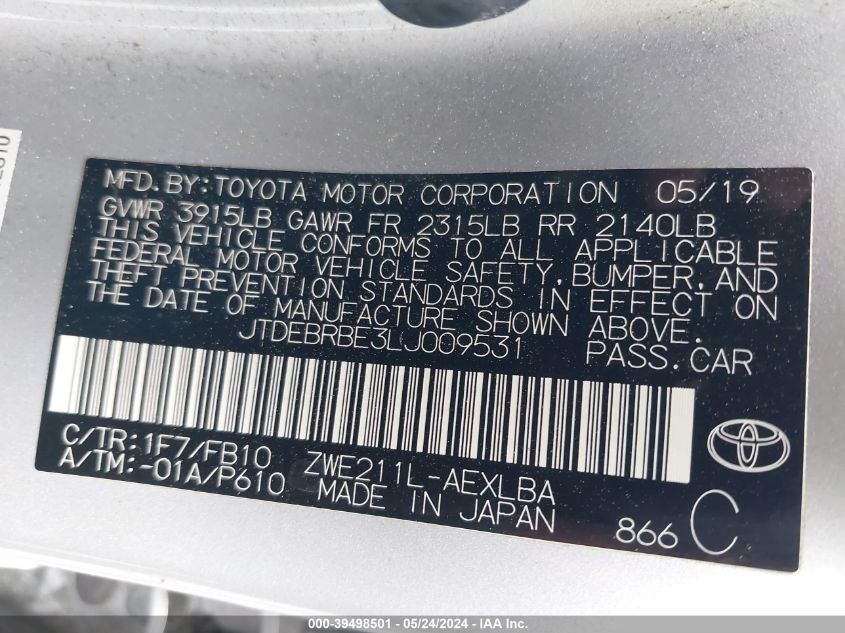 MFD. BY: TOYOTA MOTOR CORPORATION 05/19
GVWR 3915LB GAWR FR 2315LB RR 2140LB
THIS VEHICLE CONFORMS TO ALL APPLICABLE
FEDERAL MOTOR VEHICLE SAFETY, BUMPER, AND
THEFT PREVENTION STANDARDS IN EFFECT ON
THE DATE OF MANUFACTURE SHOWN ABOVE.
JTDEBRBE3LJ009531 PASS. CAR
C/TR: 1F7/FB10 ZWE211L-AEXLBA
A/TM: -01A/P610 MADE IN JAPAN
866 C
000-39498501 - 05/24/2024 - IAAI.com